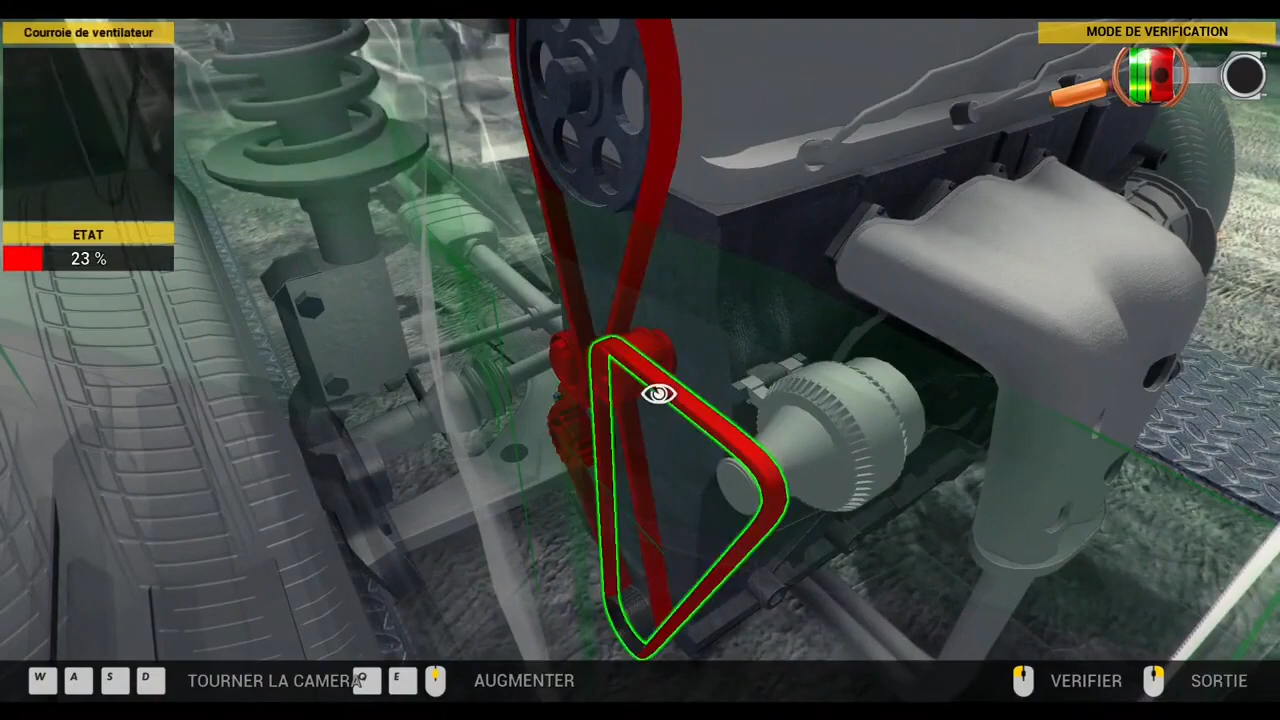 Courroie de ventilateur
MODE DE VERIFICATION
ETAT
23 %
W A S D TOURNER LA CAMERA Q E AUGMENTER VERIFIER SORTIE